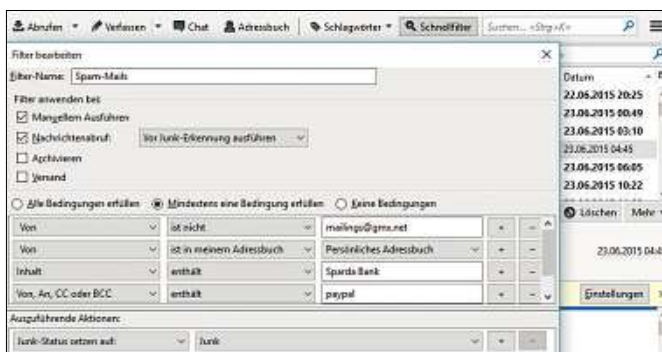 Abrufen Verfassen Chat Adressbuch Schlagwörter Schnellfilter Suchen... <Strg+K>
Filter bearbeiten
Filter-Name: Spam-Mails
Datum
Filter anwenden bei:
22.06.2015 20:25
Manuellem Ausführen
23.06.2015 00:49
Nachrichtenabruf: Vor Junk-Erkennung ausführen
23.06.2015 03:10
Archivieren
23.06.2015 04:45
Versand
23.06.2015 06:05
23.06.2015 10:22
Alle Bedingungen erfüllen Mindestens eine Bedingung erfüllen Keine Bedingungen
Löschen Mehr
Von ist nicht mailings@gmx.net + -
Von ist in meinem Adressbuch Persönliches Adressbuch + -
23.06.2015 04:4
Inhalt enthält Sparda Bank + -
Von, An, CC oder BCC enthält paypal + -
Einstellungen
Auszuführende Aktionen:
Junk-Status setzen auf: Junk + -